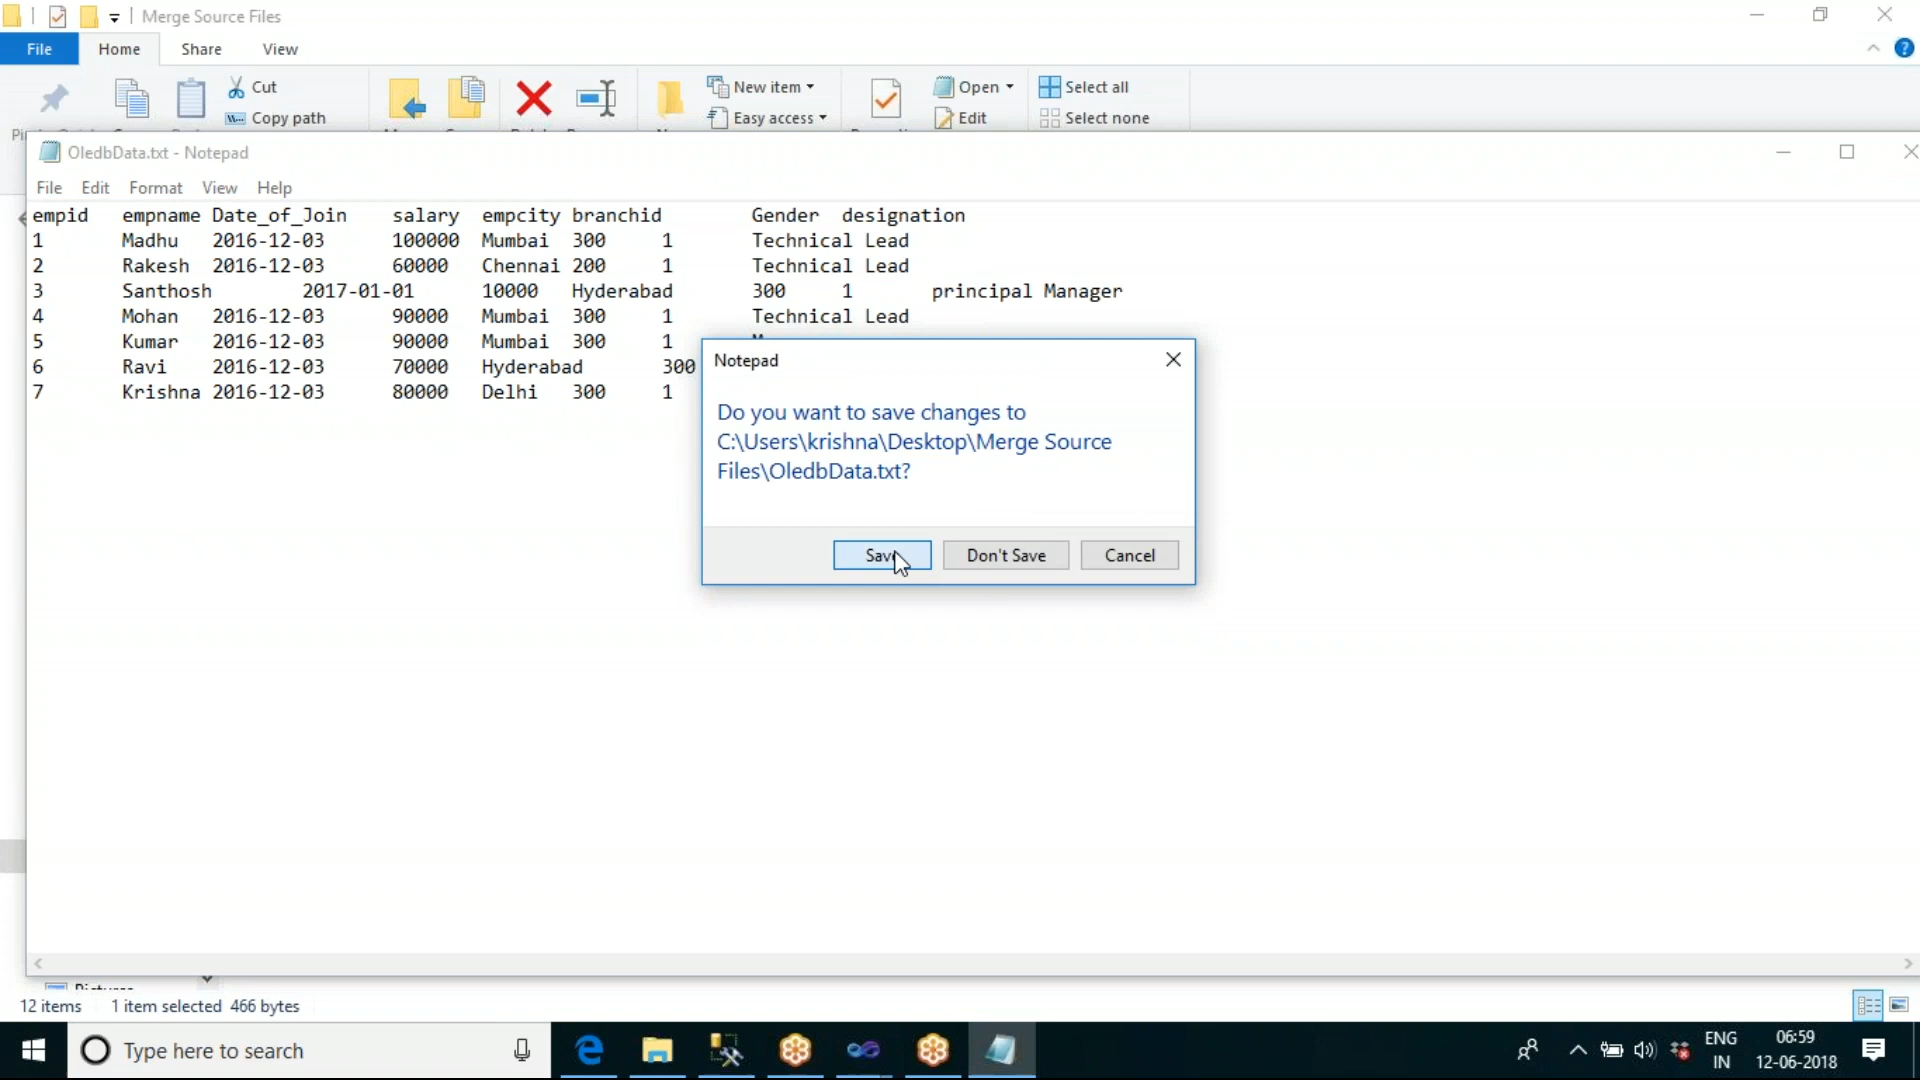 Merge Source Files
File Home Share View
Cut
Copy path
New item
Easy access
Open
Edit
Select all
Select none
OledbData.txt - Notepad
File Edit Format View Help
empid empname Date_of_Join salary empcity branchid Gender designation
1 Madhu 2016-12-03 100000 Mumbai 300 1 Technical Lead
2 Rakesh 2016-12-03 60000 Chennai 200 1 Technical Lead
3 Santhosh 2017-01-01 10000 Hyderabad 300 1 principal Manager
4 Mohan 2016-12-03 90000 Mumbai 300 1 Technical Lead
5 Kumar 2016-12-03 90000 Mumbai 300 1
6 Ravi 2016-12-03 70000 Hyderabad 300
7 Krishna 2016-12-03 80000 Delhi 300 1
Notepad
Do you want to save changes to
C:\Users\krishna\Desktop\Merge Source
Files\OledbData.txt?
Save Don't Save Cancel
Pictures
12 items 1 item selected 466 bytes
Type here to search
ENG
IN
06:59
12-06-2018